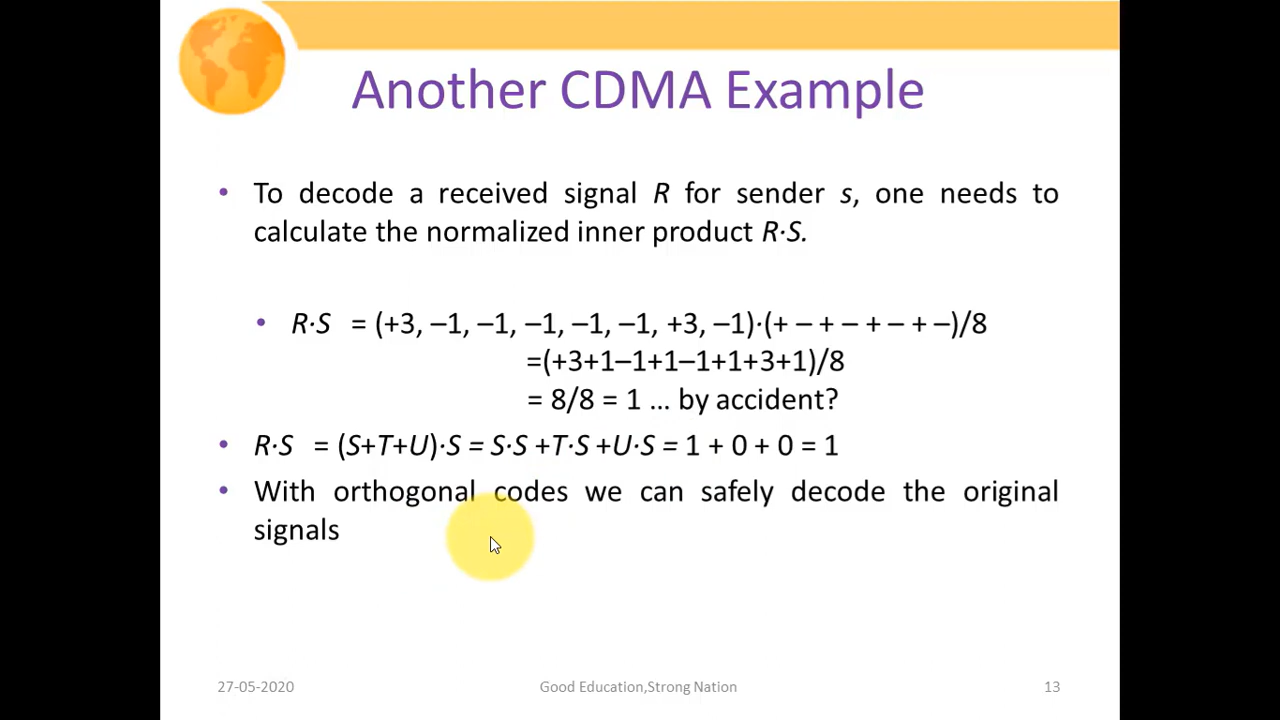 Another CDMA Example
• To decode a received signal R for sender s, one needs to
calculate the normalized inner product R·S.
• R·S = (+3, –1, –1, –1, –1, –1, +3, –1)·(+ – + – + – + –)/8
=(+3+1–1+1–1+1+3+1)/8
= 8/8 = 1 … by accident?
• R·S = (S+T+U)·S = S·S +T·S +U·S = 1 + 0 + 0 = 1
• With orthogonal codes we can safely decode the original
signals
27-05-2020 Good Education,Strong Nation 13